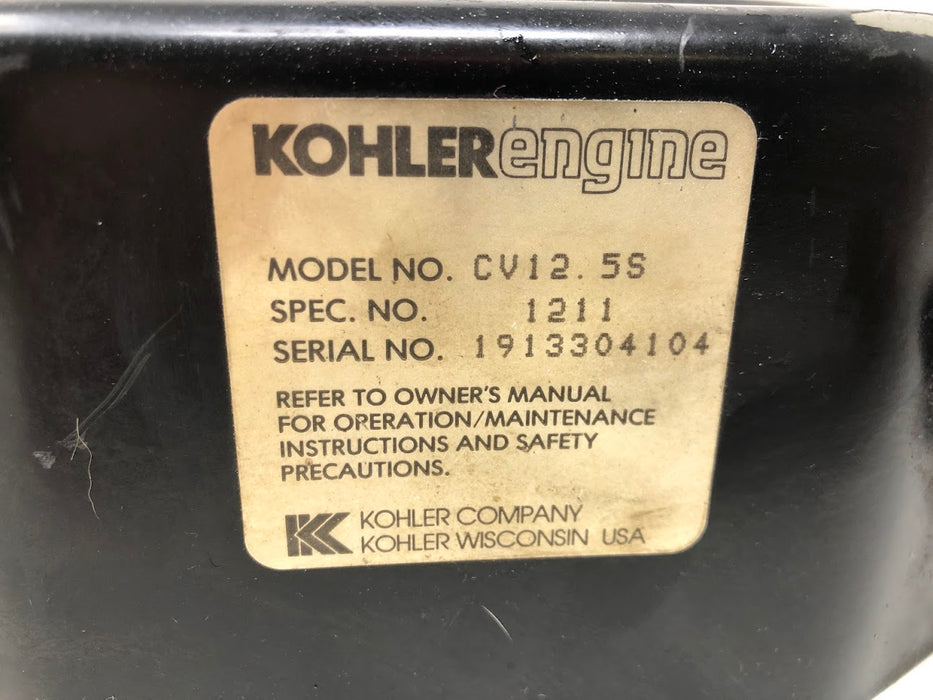 KOHLERengine
MODEL NO. CV12.5S
SPEC. NO. 1211
SERIAL NO. 1913304104
REFER TO OWNER'S MANUAL
FOR OPERATION/MAINTENANCE
INSTRUCTIONS AND SAFETY
PRECAUTIONS.
KOHLER COMPANY
KOHLER WISCONSIN USA